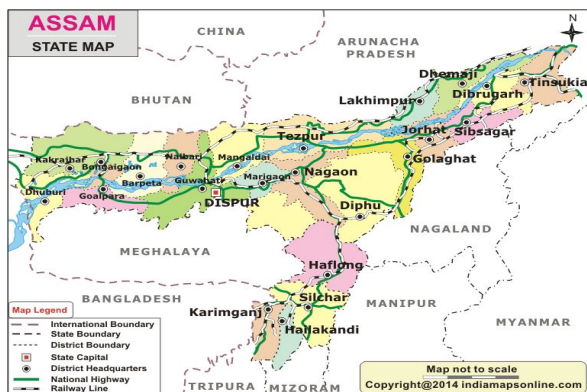 ASSAM
STATE MAP
CHINA
N
ARUNACHA
PRADESH
BHUTAN
Dhemaji
Tinsukia
Lakhimpur
Dibrugarh
Tezpur
Jorhat
Sibsagar
Kakrajhar
Bongaigaon
Nalbari
Mangaldai
Golaghat
Barpeta
Guwahati
Marigaon
Nagaon
Dhuburi
Goalpara
DISPUR
Diphu
NAGALAND
MEGHALAYA
Haflong
BANGLADESH
Silchar
MANIPUR
Karimganj
Hailakandi
MYANMAR
TRIPURA
MIZORAM
Map Legend
International Boundary
State Boundary
District Boundary
State Capital
District Headquarters
National Highway
Railway Line
Map not to scale
Copyright@2014 indiamapsonline.com